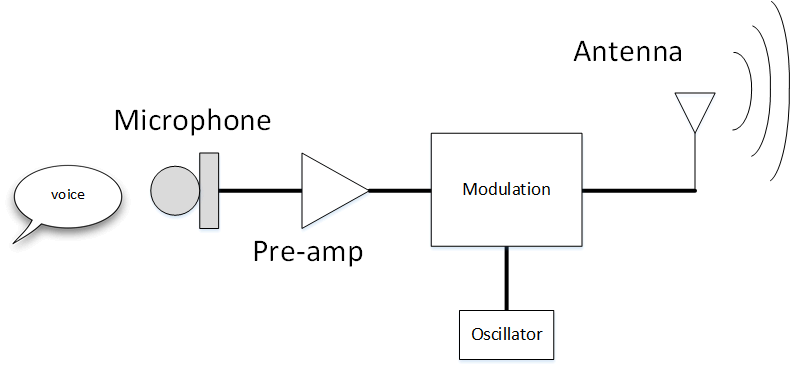 Antenna
Microphone
voice
Modulation
Pre-amp
Oscillator